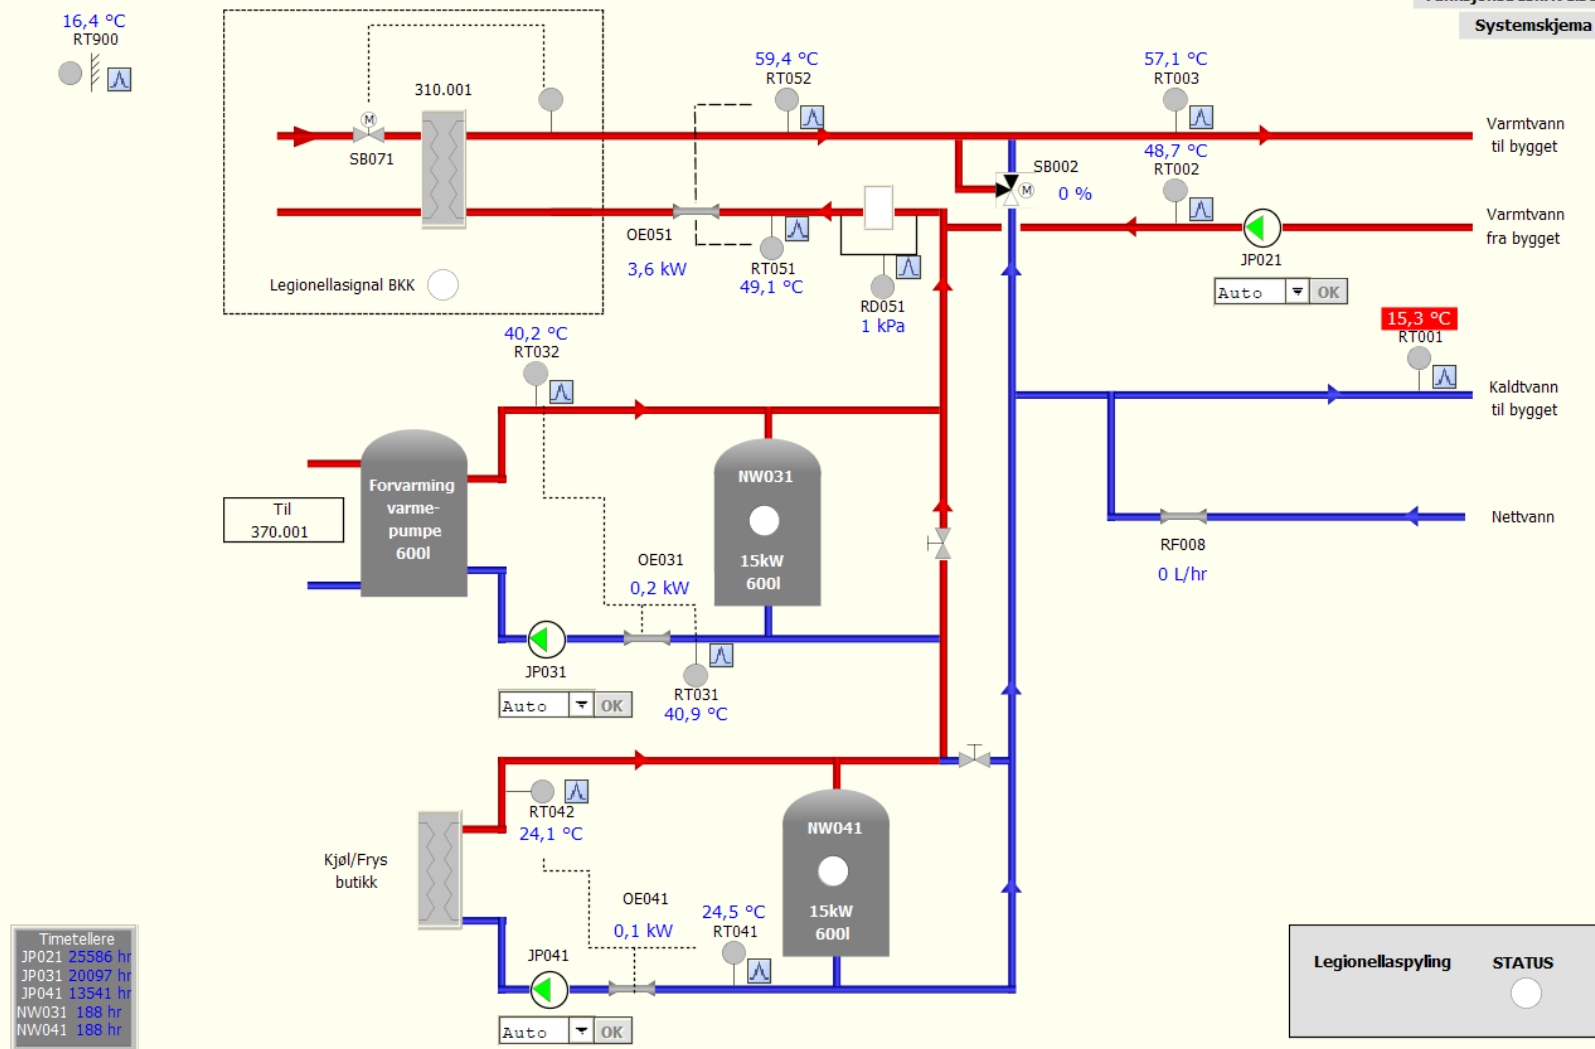 16,4 °C
RT900
Systemskjema
310.001
M
SB071
59,4 °C
RT052
57,1 °C
RT003
Varmtvann
til bygget
48,7 °C
RT002
SB002
M
0 %
OE051
3,6 kW
RT051
49,1 °C
RD051
1 kPa
Varmtvann
fra bygget
JP021
Auto
OK
Legionellasignal BKK
15,3 °C
RT001
Kaldtvann
til bygget
40,2 °C
RT032
Forvarming
varme-
pumpe
600l
Til
370.001
NW031
15kW
600l
OE031
0,2 kW
JP031
Auto
OK
RT031
40,9 °C
Nettvann
RF008
0 L/hr
RT042
24,1 °C
Kjøl/Frys
butikk
NW041
15kW
600l
OE041
0,1 kW
24,5 °C
RT041
JP041
Auto
OK
Timetellere
JP021 25586 hr
JP031 20097 hr
JP041 13541 hr
NW031 188 hr
NW041 188 hr
Legionellaspyling
STATUS